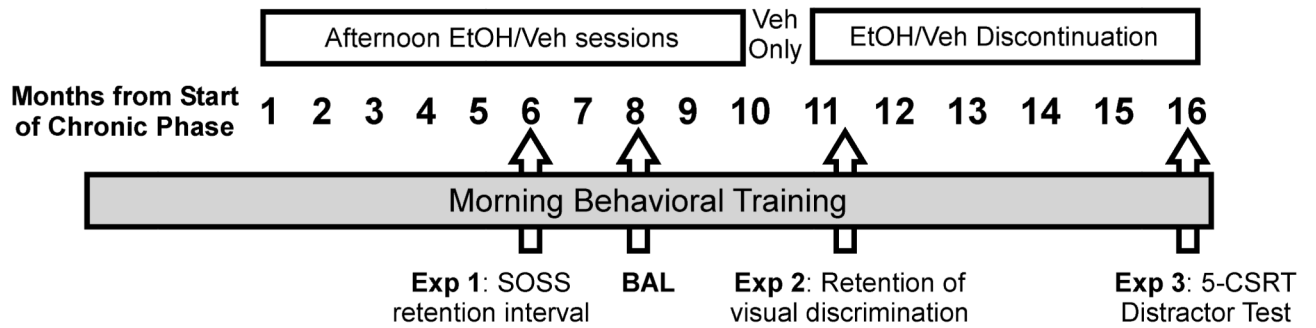 Afternoon EtOH/Veh sessions
Veh
Only
EtOH/Veh Discontinuation
Months from Start
of Chronic Phase
1 2 3 4 5 6 7 8 9 10 11 12 13 14 15 16
Morning Behavioral Training
Exp 1: SOSS
retention interval
BAL
Exp 2: Retention of
visual discrimination
Exp 3: 5-CSRT
Distractor Test